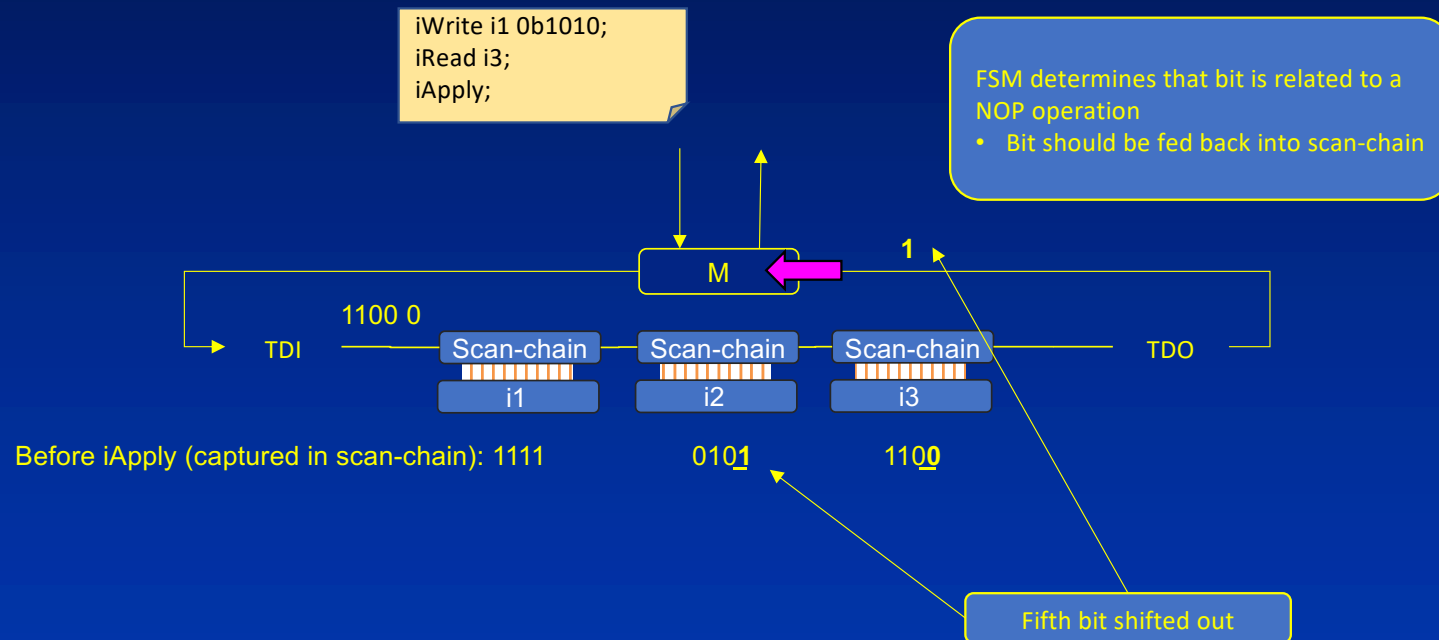 iWrite i1 0b1010;
iRead i3;
iApply;
FSM determines that bit is related to a
NOP operation
• Bit should be fed back into scan-chain
M
1
1100 0
TDI
Scan-chain
Scan-chain
Scan-chain
TDO
i1
i2
i3
Before iApply (captured in scan-chain): 1111
0101
1100
Fifth bit shifted out